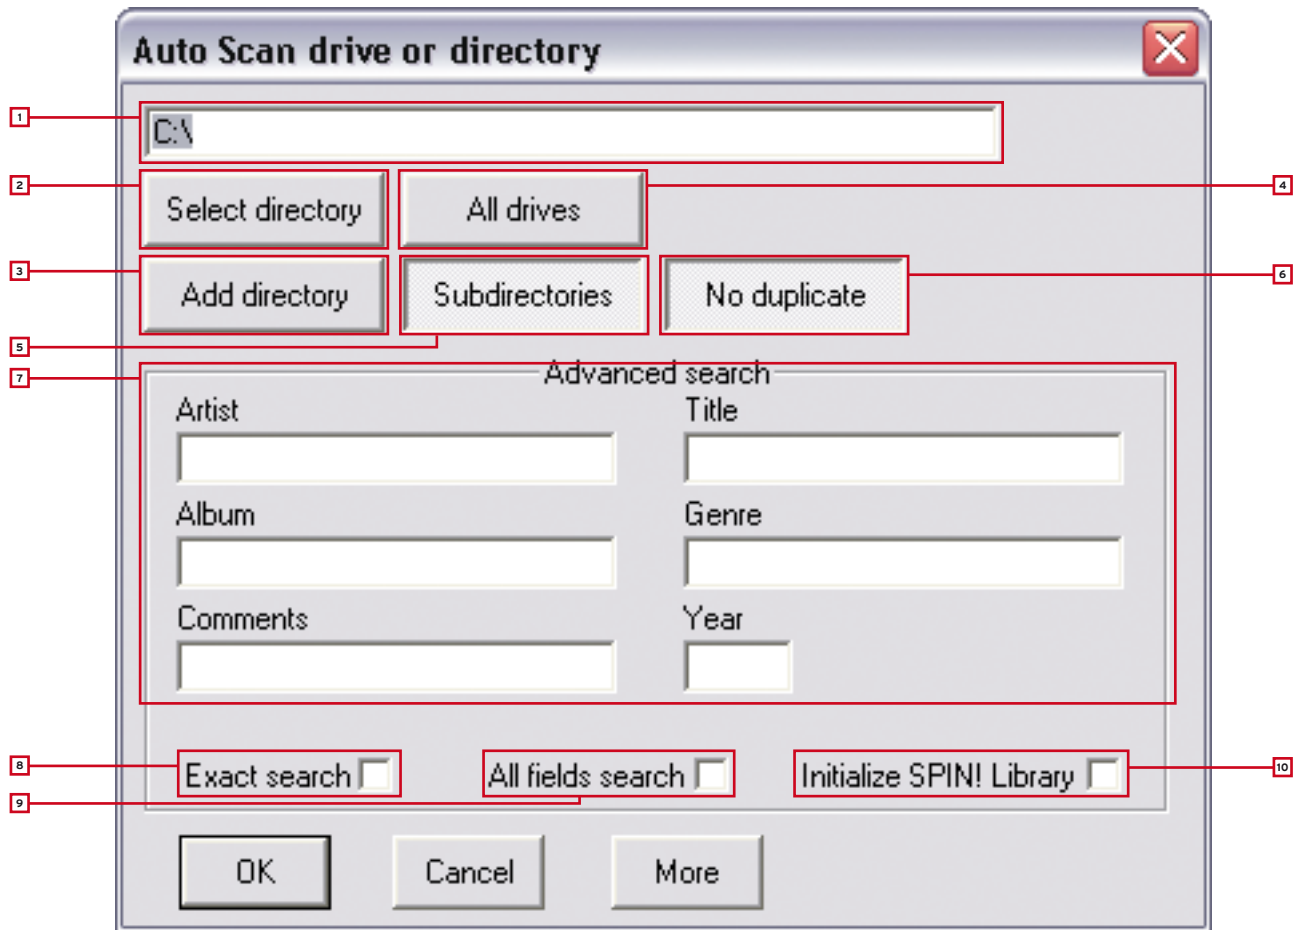 Auto Scan drive or directory
1
C:\
2
Select directory
All drives
4
3
Add directory
Subdirectories
No duplicate
6
5
7
Advanced search
Artist
Title
Album
Genre
Comments
Year
8
Exact search
All fields search
Initialize SPIN! Library
10
9
OK
Cancel
More